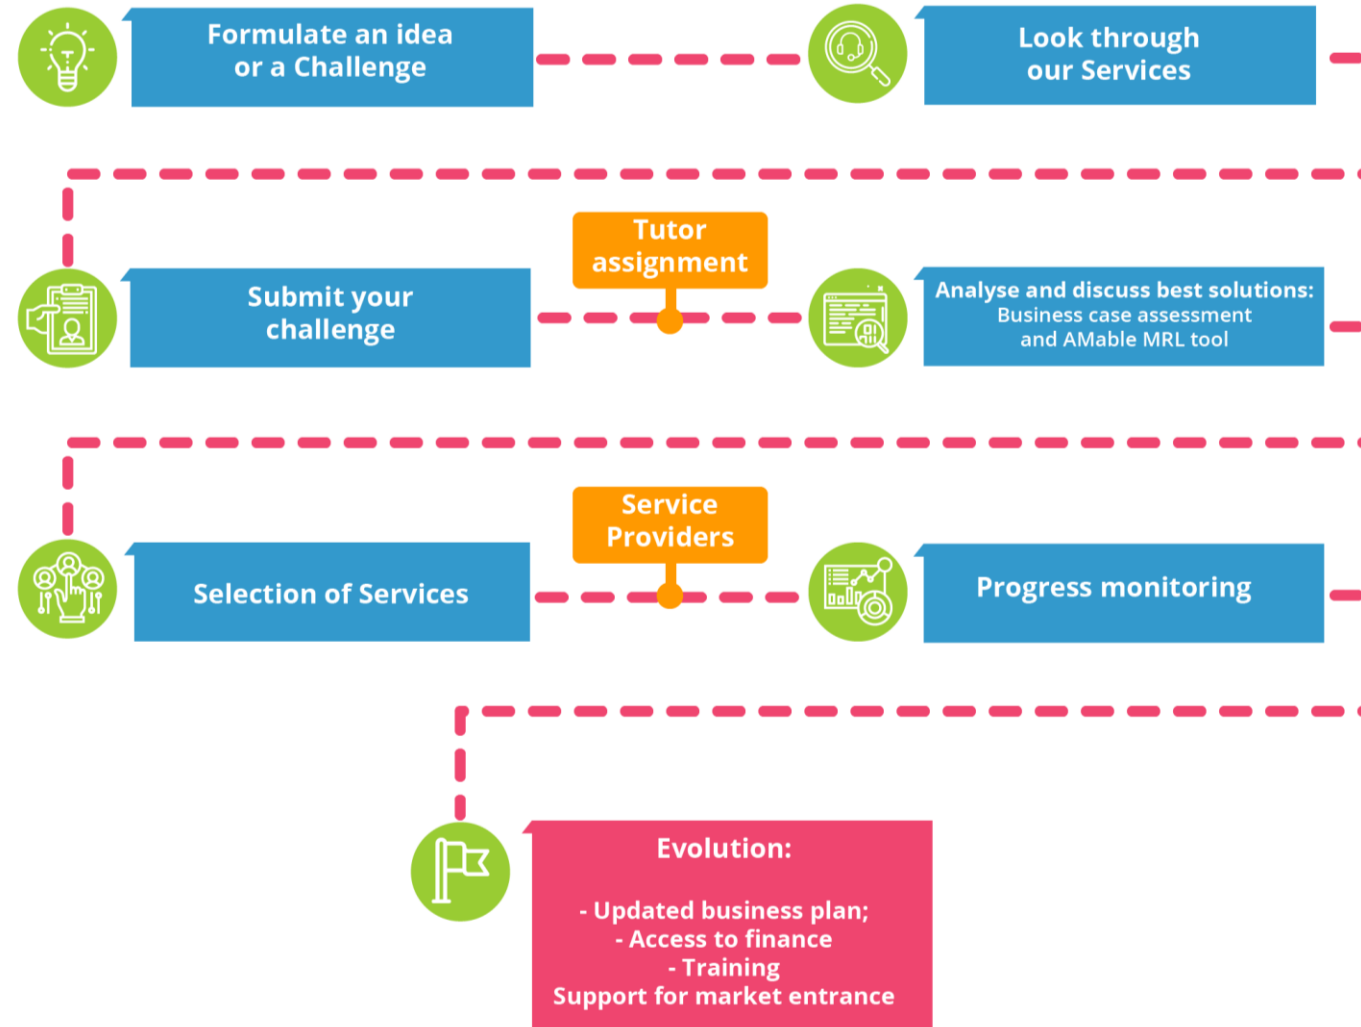 Formulate an idea
or a Challenge
Look through
our Services
Tutor
assignment
Submit your
challenge
Analyse and discuss best solutions:
Business case assessment
and AMable MRL tool
Service
Providers
Selection of Services
Progress monitoring
Evolution:
- Updated business plan;
- Access to finance
- Training
Support for market entrance